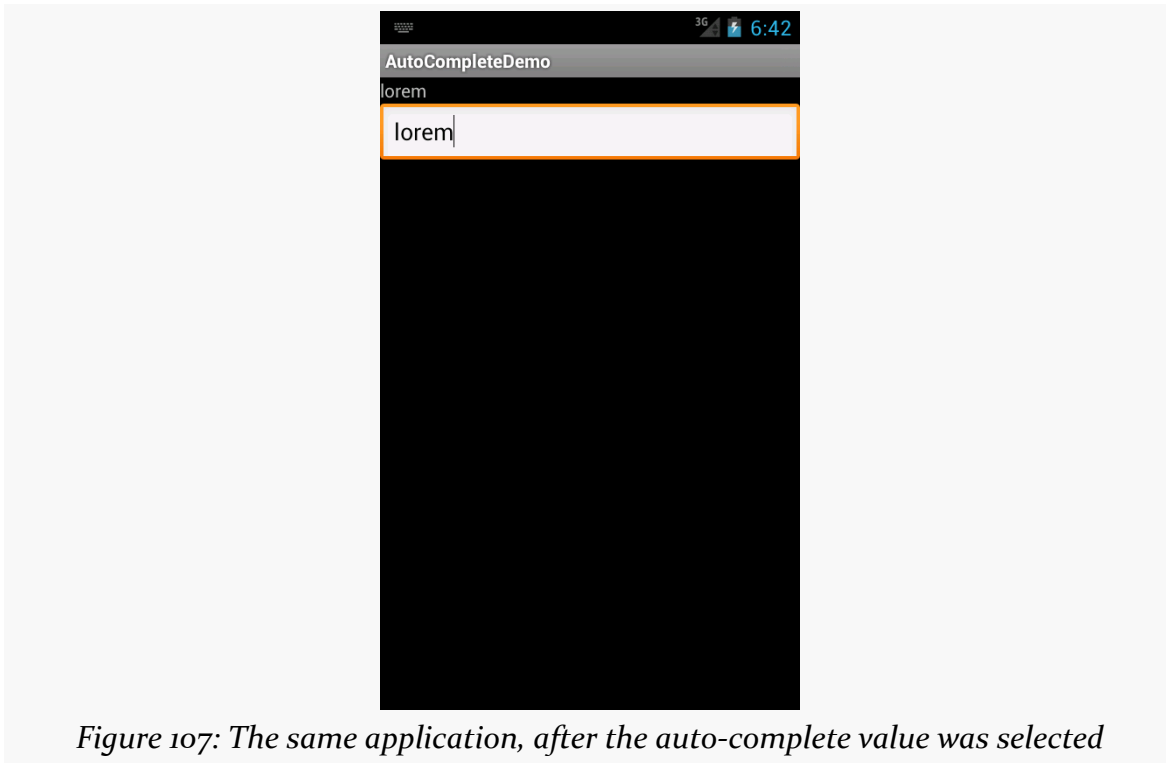 3G 6:42
AutoCompleteDemo
lorem
lorem
Figure 107: The same application, after the auto-complete value was selected